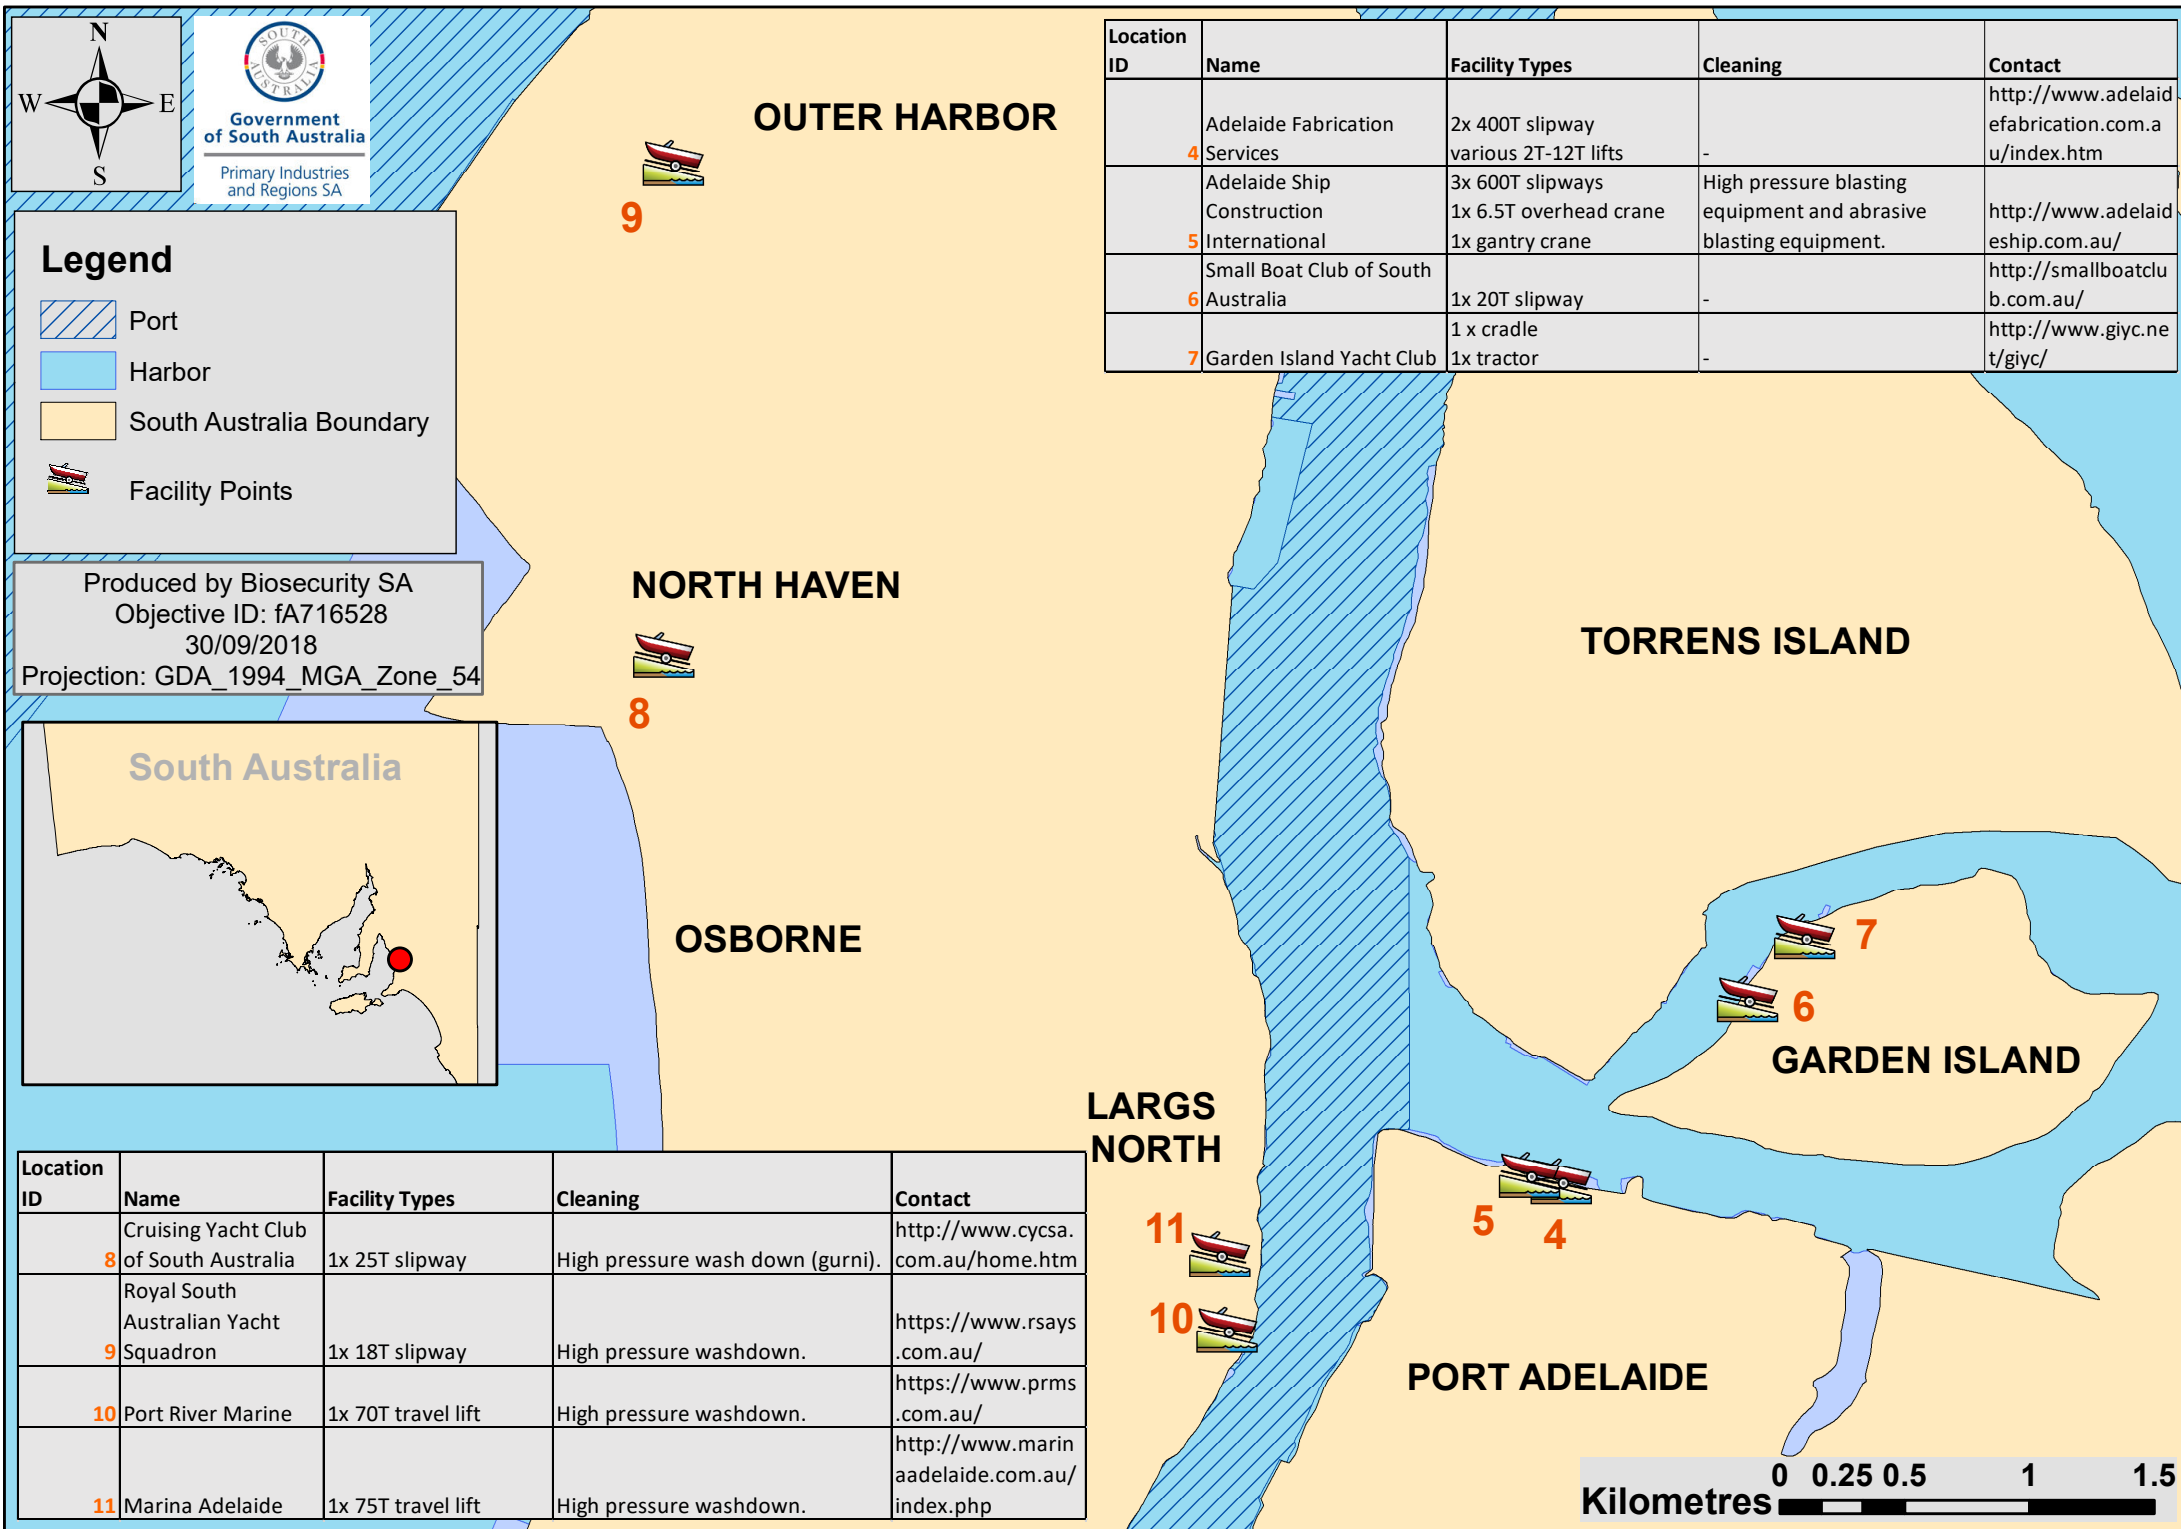 N
W
E
S
SOUTH
AUSTRALIA
Government
of South Australia
Primary Industries
and Regions SA
Legend
Port
Harbor
South Australia Boundary
Facility Points
Produced by Biosecurity SA
Objective ID: fA716528
30/09/2018
Projection: GDA_1994_MGA_Zone_54
South Australia
OUTER HARBOR
9
NORTH HAVEN
8
OSBORNE
TORRENS ISLAND
7
6
GARDEN ISLAND
LARGS
NORTH
11
10
5
4
PORT ADELAIDE
Location
ID Name Facility Types Cleaning Contact
http://www.adelaid
Adelaide Fabrication 2x 400T slipway efabrication.com.a
4 Services various 2T-12T lifts - u/index.htm
Adelaide Ship 3x 600T slipways High pressure blasting
Construction 1x 6.5T overhead crane equipment and abrasive http://www.adelaid
5 International 1x gantry crane blasting equipment. eship.com.au/
Small Boat Club of South http://smallboatclu
6 Australia 1x 20T slipway - b.com.au/
1 x cradle http://www.giyc.ne
7 Garden Island Yacht Club 1x tractor - t/giyc/
Location
ID Name Facility Types Cleaning Contact
Cruising Yacht Club http://www.cycsa.
8 of South Australia 1x 25T slipway High pressure wash down (gurni). com.au/home.htm
Royal South
Australian Yacht https://www.rsays
9 Squadron 1x 18T slipway High pressure washdown. .com.au/
https://www.prms
10 Port River Marine 1x 70T travel lift High pressure washdown. .com.au/
http://www.marin
aadelaide.com.au/
11 Marina Adelaide 1x 75T travel lift High pressure washdown. index.php
0 0.25 0.5 1 1.5
Kilometres